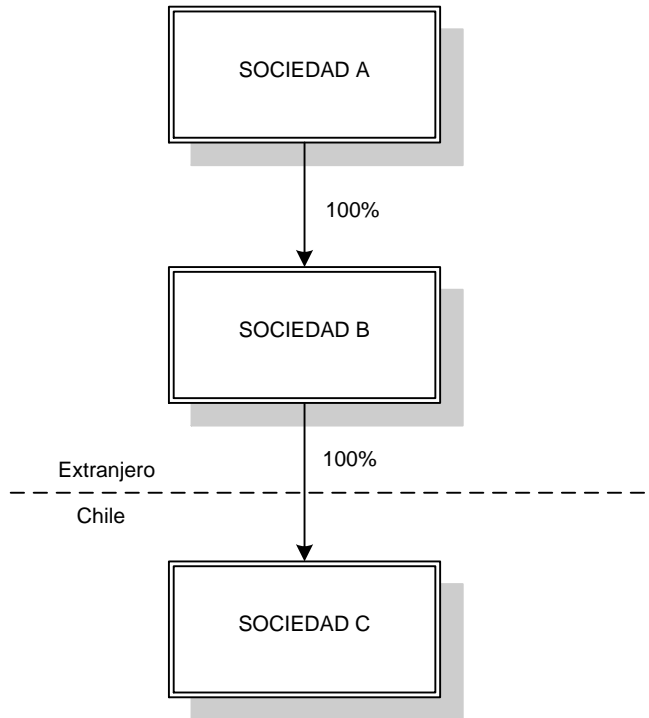 SOCIEDAD A
100%
SOCIEDAD B
100%
Extranjero
Chile
SOCIEDAD C